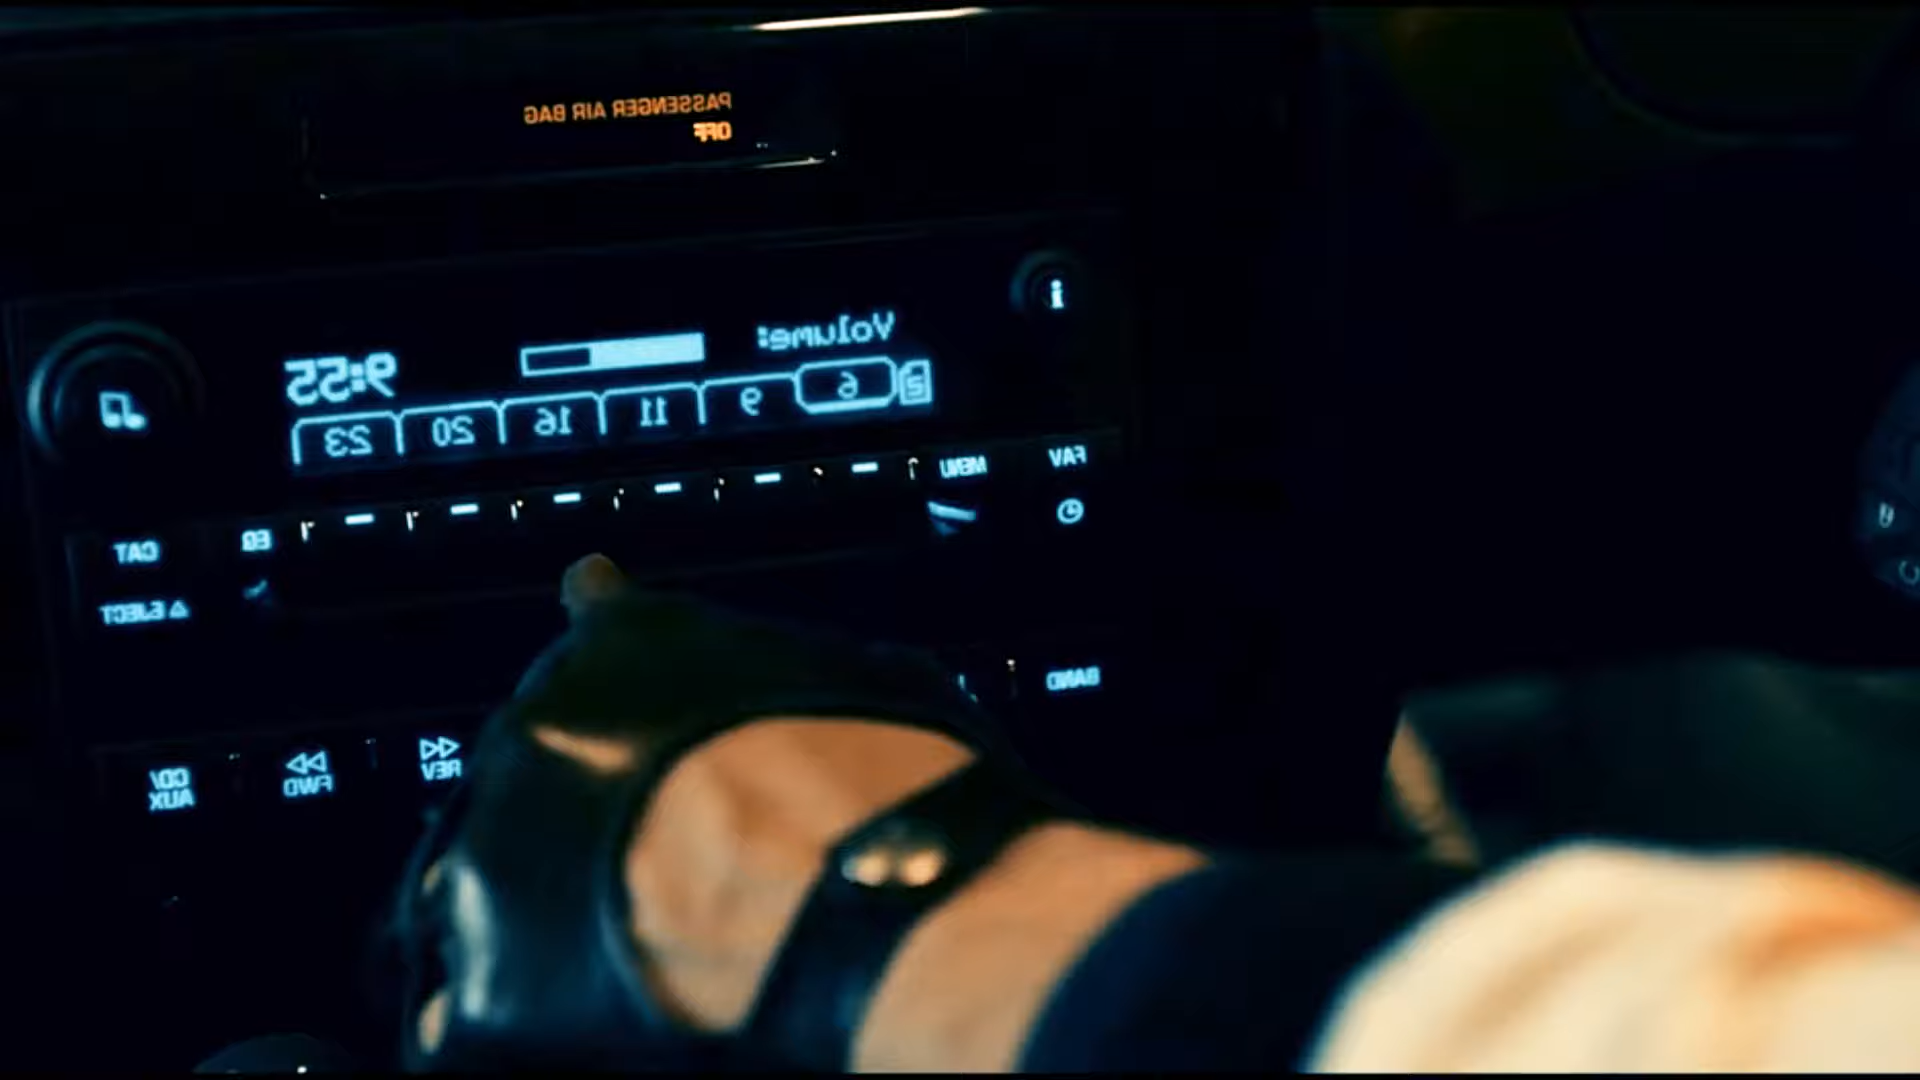 PASSENGER AIR BAG
OFF
i
Volume:
9:55
2 6 9 11 16 20 23
FAV
MENU
EQ
CAT
EJECT
BAND
REV
FWD
CD/
AUX